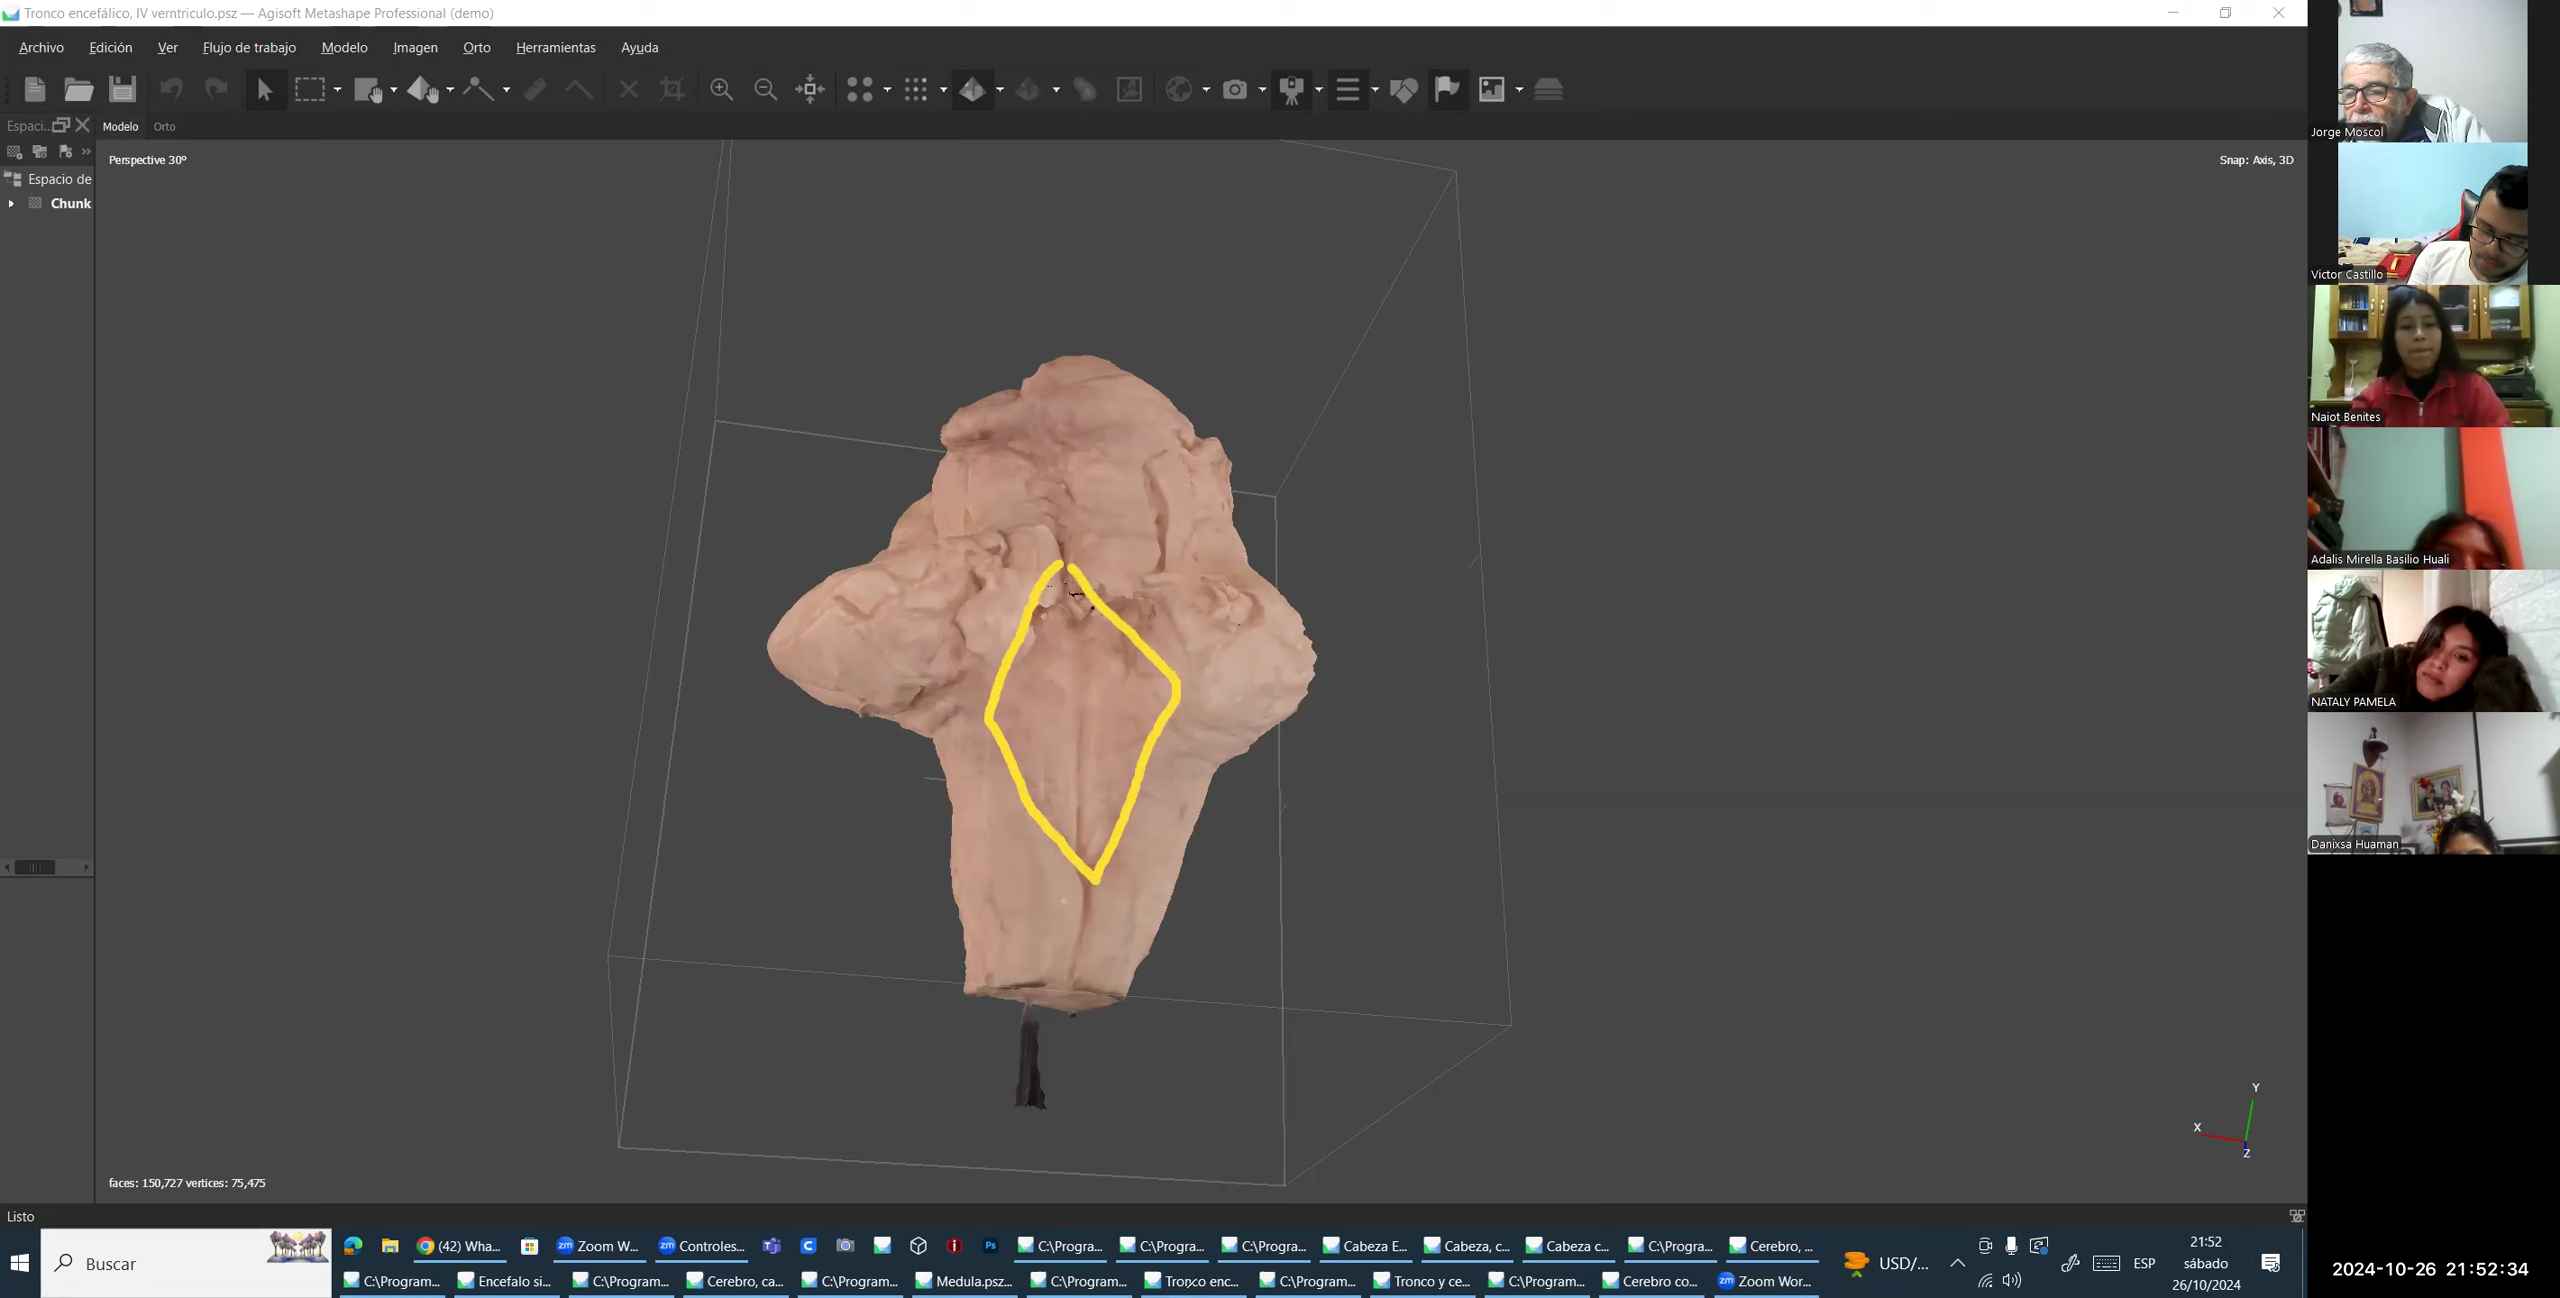 Tronco encefálico, IV verntriculo.psz — Agisoft Metashape Professional (demo)
Archivo Edición Ver Flujo de trabajo Modelo Imagen Orto Herramientas Ayuda
Espaci... Modelo Orto
Perspective 30° Snap: Axis, 3D
Espacio de
Chunk
Jorge Moscol
Victor Castillo
Naiot Benites
Adalis Mirella Basilio Huali
NATALY PAMELA
Danixsa Huaman
Y
X
Z
faces: 150,727 vertices: 75,475
Listo
Buscar
(42) Wha... Zoom W... Controles... C:\Progra... C:\Progra... C:\Progra... Cabeza E... Cabeza, c... Cabeza c... C:\Progra... Cerebro, ...
C:\Program... Encefalo si... C:\Program... Cerebro, ca... C:\Program... Medula.psz... C:\Program... Tronco enc... C:\Program... Tronco y ce... C:\Program... Cerebro co... Zoom Wor...
USD/... ESP
21:52
sábado
26/10/2024
2024-10-26 21:52:34